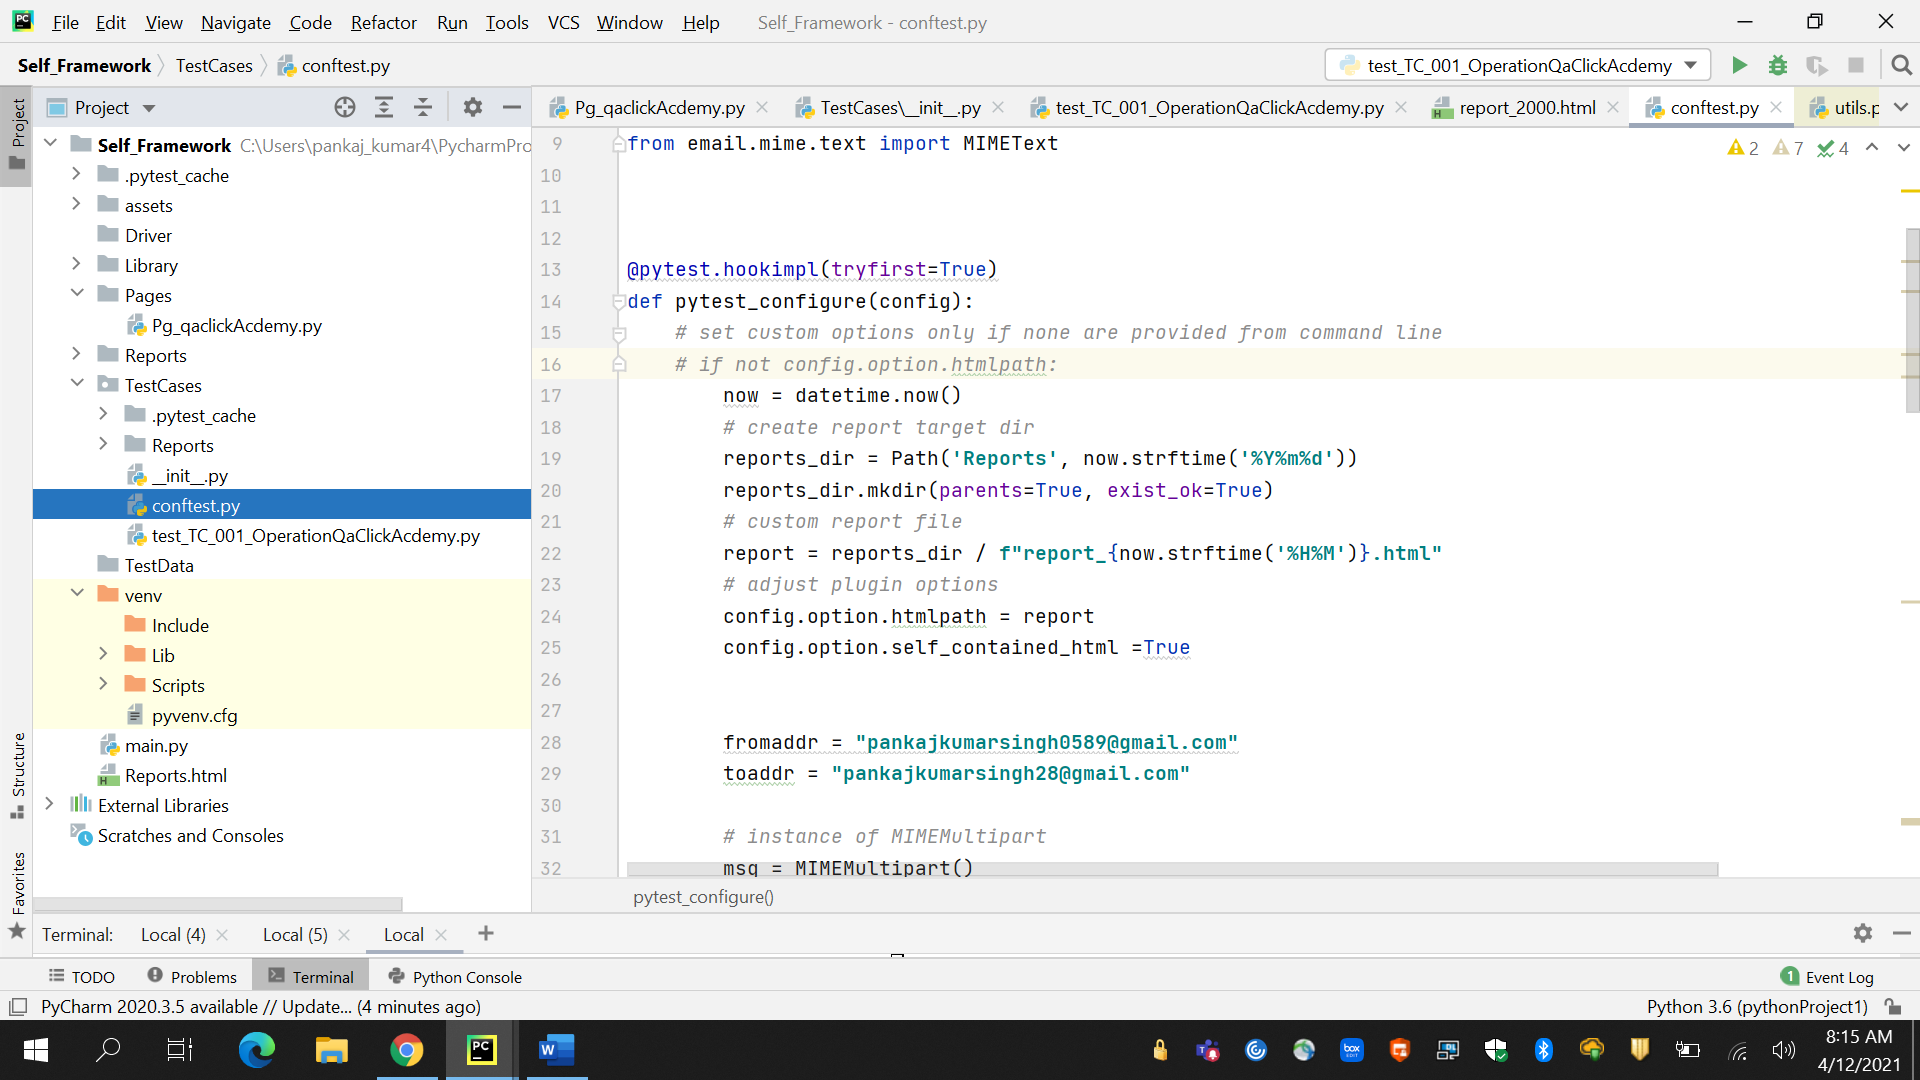 File Edit View Navigate Code Refactor Run Tools VCS Window Help Self_Framework - conftest.py
Self_Framework TestCases conftest.py test_TC_001_OperationQaClickAcdemy
Project Pg_qaclickAcdemy.py TestCases\__init__.py test_TC_001_OperationQaClickAcdemy.py report_2000.html conftest.py utils.p
Project
Structure
Favorites
Self_Framework C:\Users\pankaj_kumar4\PycharmPro
.pytest_cache
assets
Driver
Library
Pages
Pg_qaclickAcdemy.py
Reports
TestCases
.pytest_cache
Reports
__init__.py
conftest.py
test_TC_001_OperationQaClickAcdemy.py
TestData
venv
Include
Lib
Scripts
pyvenv.cfg
main.py
Reports.html
External Libraries
Scratches and Consoles
2 7 4
9 from email.mime.text import MIMEText
10
11
12
13 @pytest.hookimpl(tryfirst=True)
14 def pytest_configure(config):
15 # set custom options only if none are provided from command line
16 # if not config.option.htmlpath:
17 now = datetime.now()
18 # create report target dir
19 reports_dir = Path('Reports', now.strftime('%Y%m%d'))
20 reports_dir.mkdir(parents=True, exist_ok=True)
21 # custom report file
22 report = reports_dir / f"report_{now.strftime('%H%M')}.html"
23 # adjust plugin options
24 config.option.htmlpath = report
25 config.option.self_contained_html =True
26
27
28 fromaddr = "pankajkumarsingh0589@gmail.com"
29 toaddr = "pankajkumarsingh28@gmail.com"
30
31 # instance of MIMEMultipart
32 msg = MIMEMultipart()
pytest_configure()
Terminal: Local (4) Local (5) Local
TODO Problems Terminal Python Console 1 Event Log
PyCharm 2020.3.5 available // Update... (4 minutes ago) Python 3.6 (pythonProject1)
8:15 AM
4/12/2021